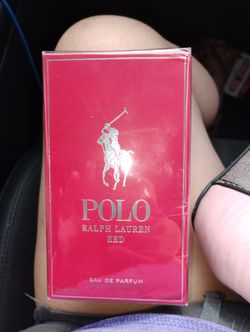 POLO
RALPH LAUREN
RED
EAU DE PARFUM